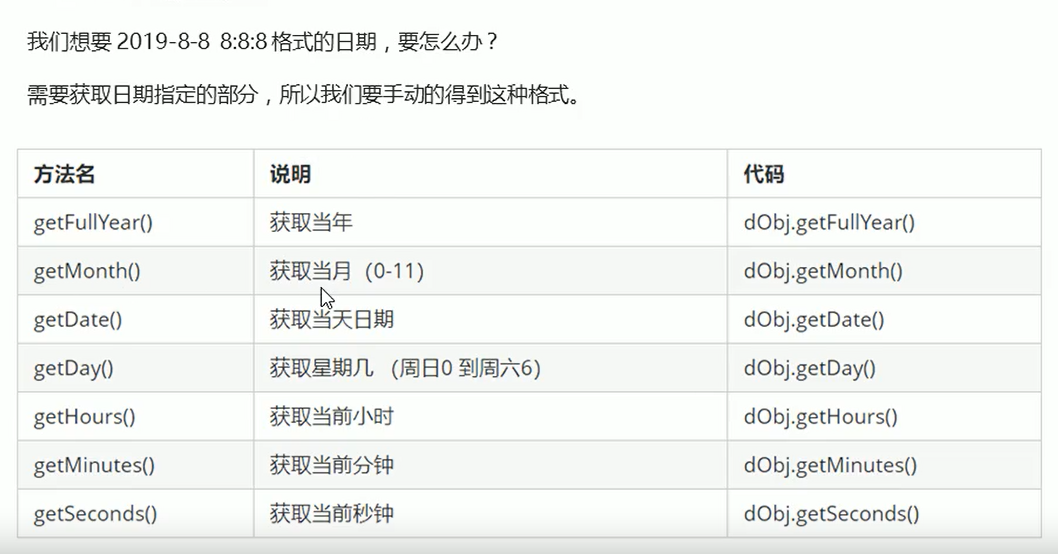 我们想要 2019-8-8 8:8:8 格式的日期，要怎么办？
需要获取日期指定的部分，所以我们要手动的得到这种格式。
方法名 说明 代码
getFullYear() 获取当年 dObj.getFullYear()
getMonth() 获取当月（0-11） dObj.getMonth()
getDate() 获取当天日期 dObj.getDate()
getDay() 获取星期几 （周日0 到周六6） dObj.getDay()
getHours() 获取当前小时 dObj.getHours()
getMinutes() 获取当前分钟 dObj.getMinutes()
getSeconds() 获取当前秒钟 dObj.getSeconds()